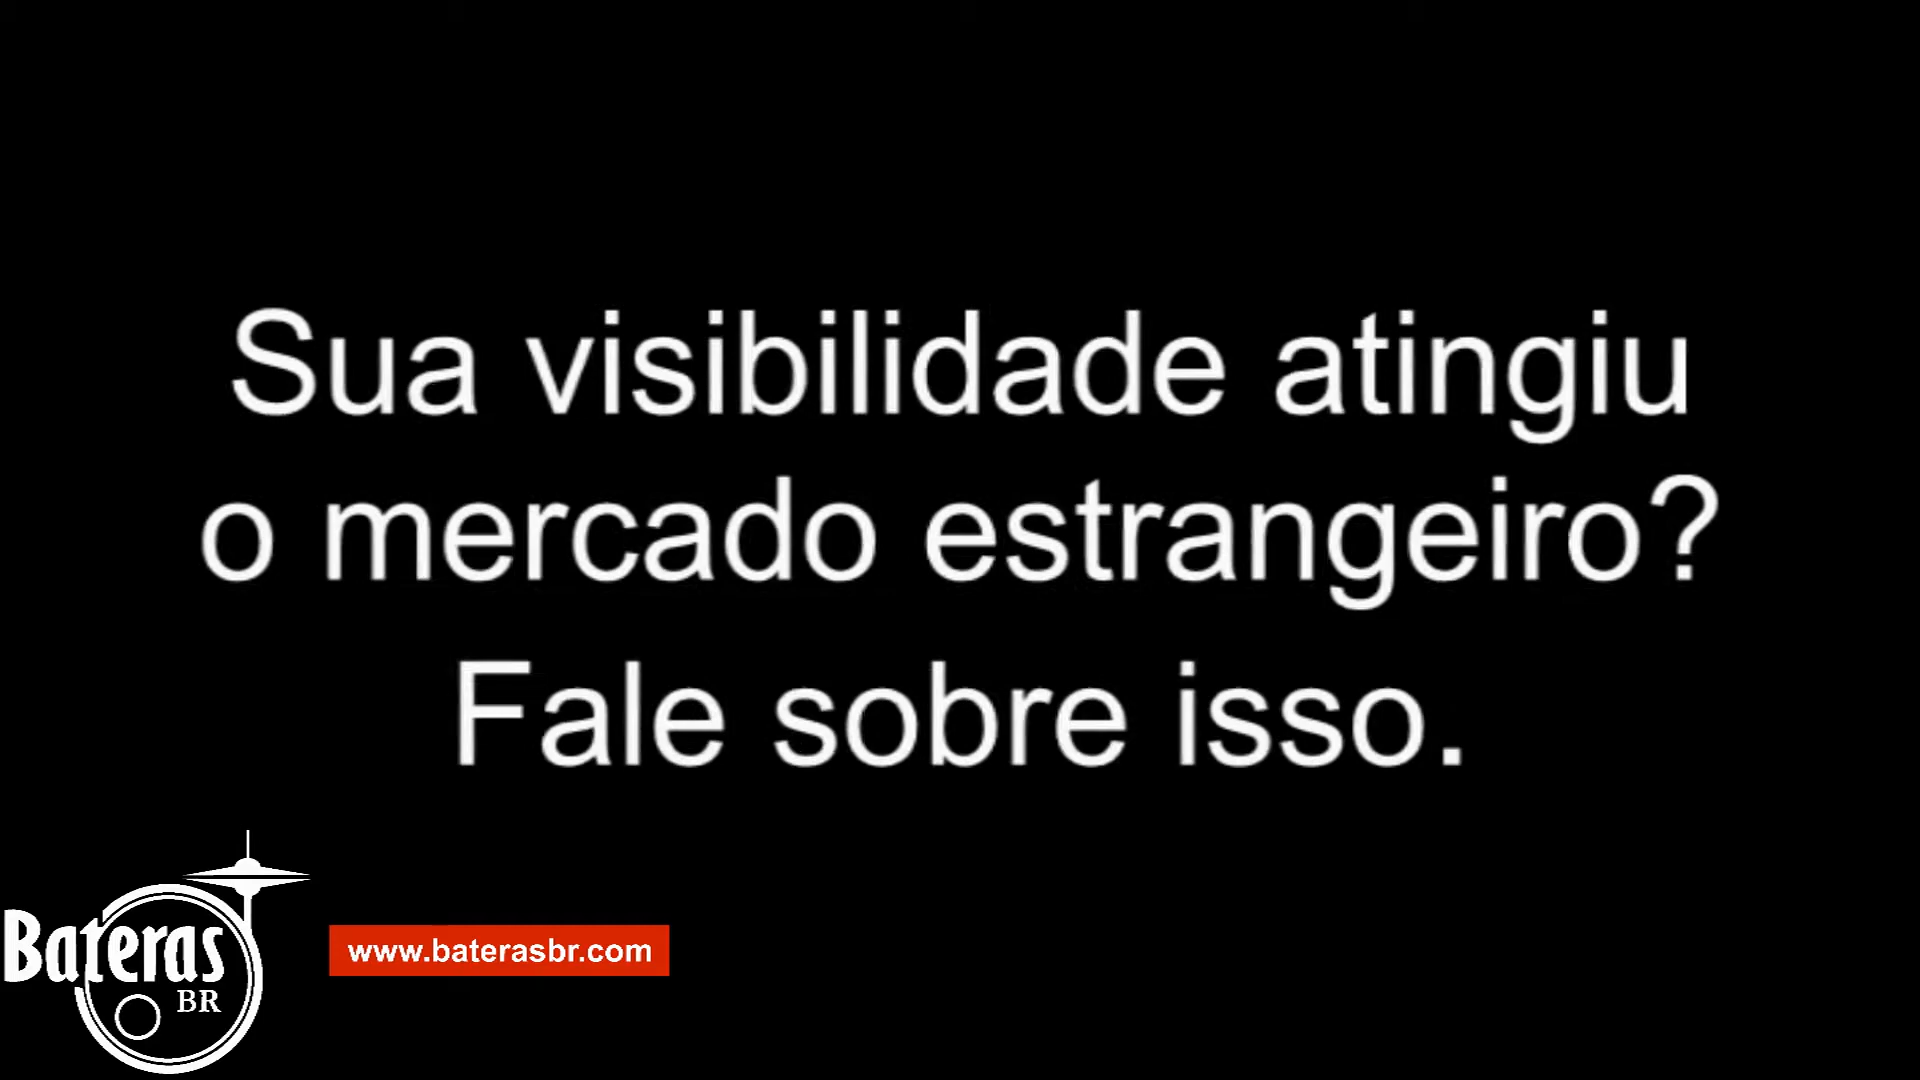 Sua visibilidade atingiu
o mercado estrangeiro?
Fale sobre isso.
Bateras
BR
www.baterasbr.com